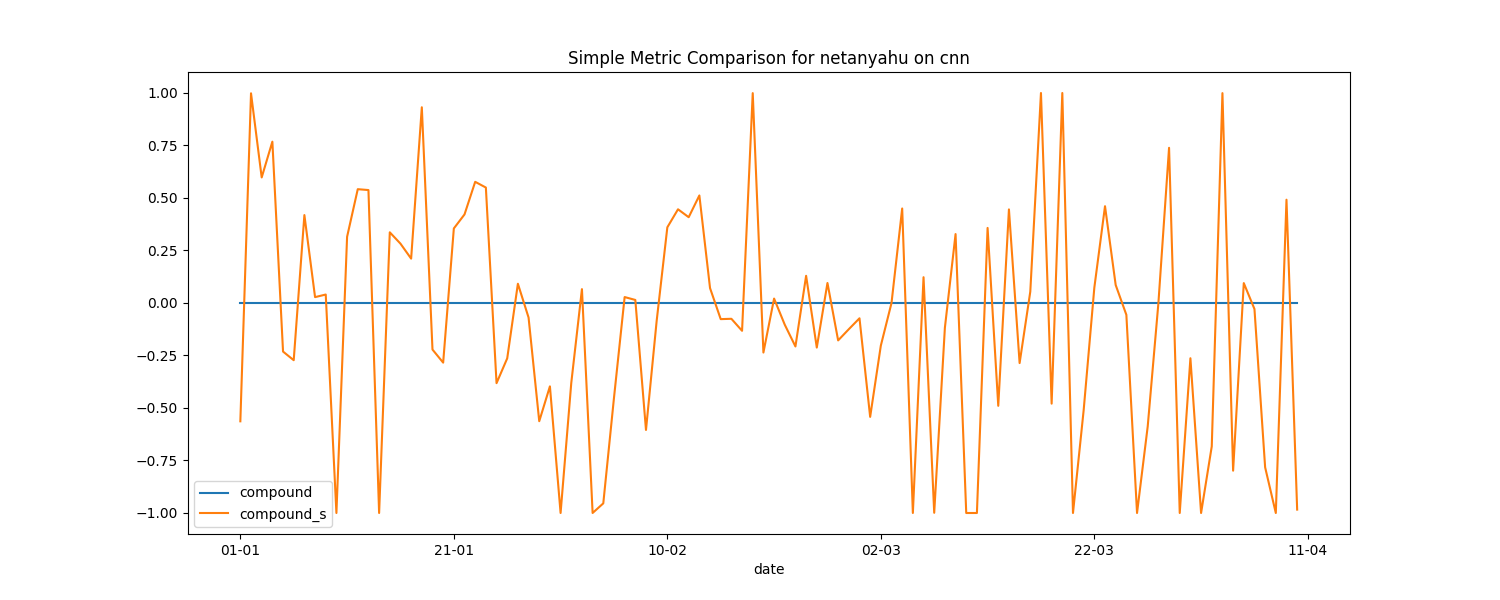 Simple Metric Comparison for netanyahu on cnn
1.00
0.75
0.50
0.25
0.00
−0.25
−0.50
−0.75
−1.00
compound
compound_s
01-01 21-01 10-02 02-03 22-03 11-04
date